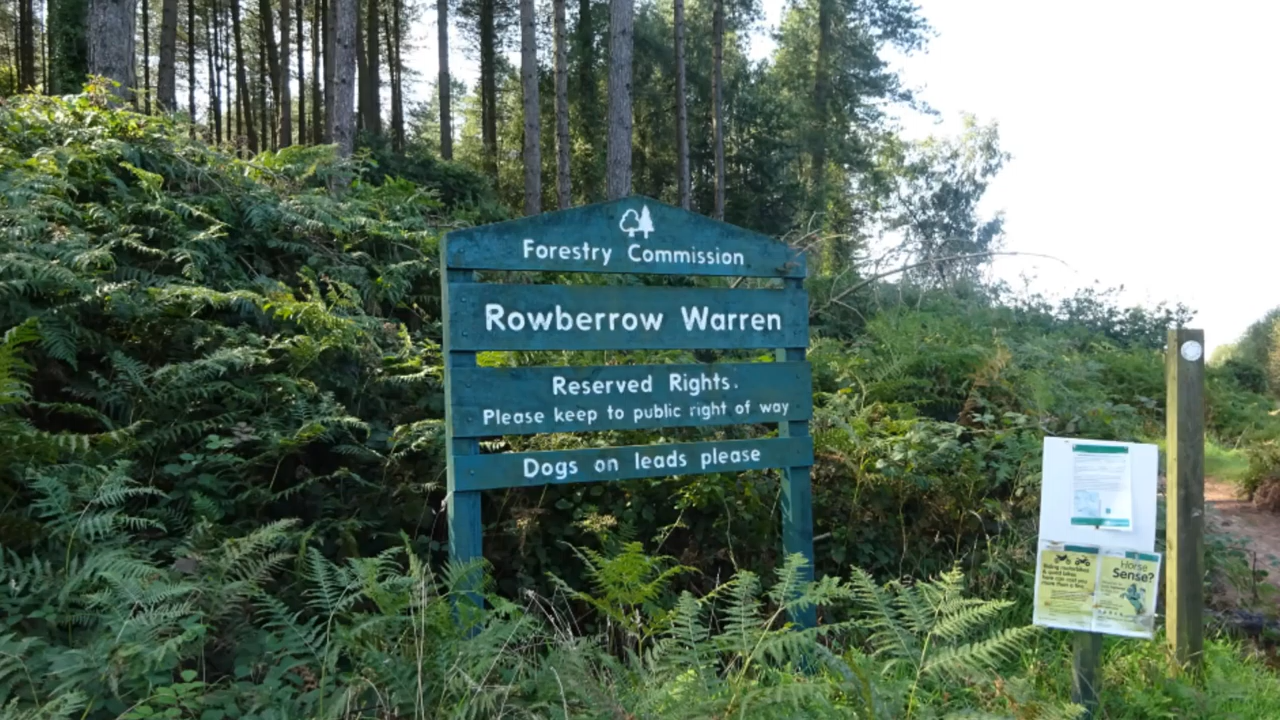 Forestry Commission
Rowberrow Warren
Reserved Rights.
Please keep to public right of way
Dogs on leads please
Horse
Sense?